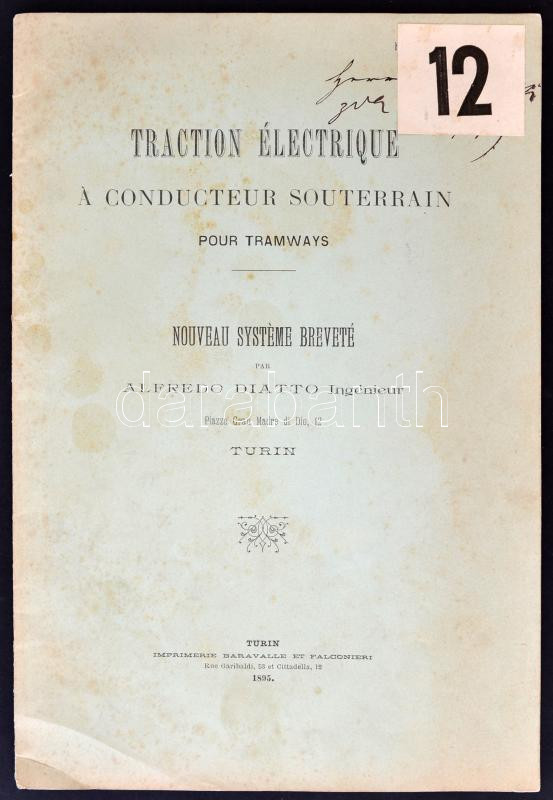 12
TRACTION ÉLECTRIQUE
À CONDUCTEUR SOUTERRAIN
POUR TRAMWAYS
NOUVEAU SYSTÈME BREVETÉ
PAR
ALFREDO DIATTO Ingénieur
darabanth
Piazza Gran Madre di Dio, 12
TURIN
TURIN
IMPRIMERIE BARAVALLE ET FALCONIERI
Rue Garibaldi, 53 et Cittadella, 12
1895.